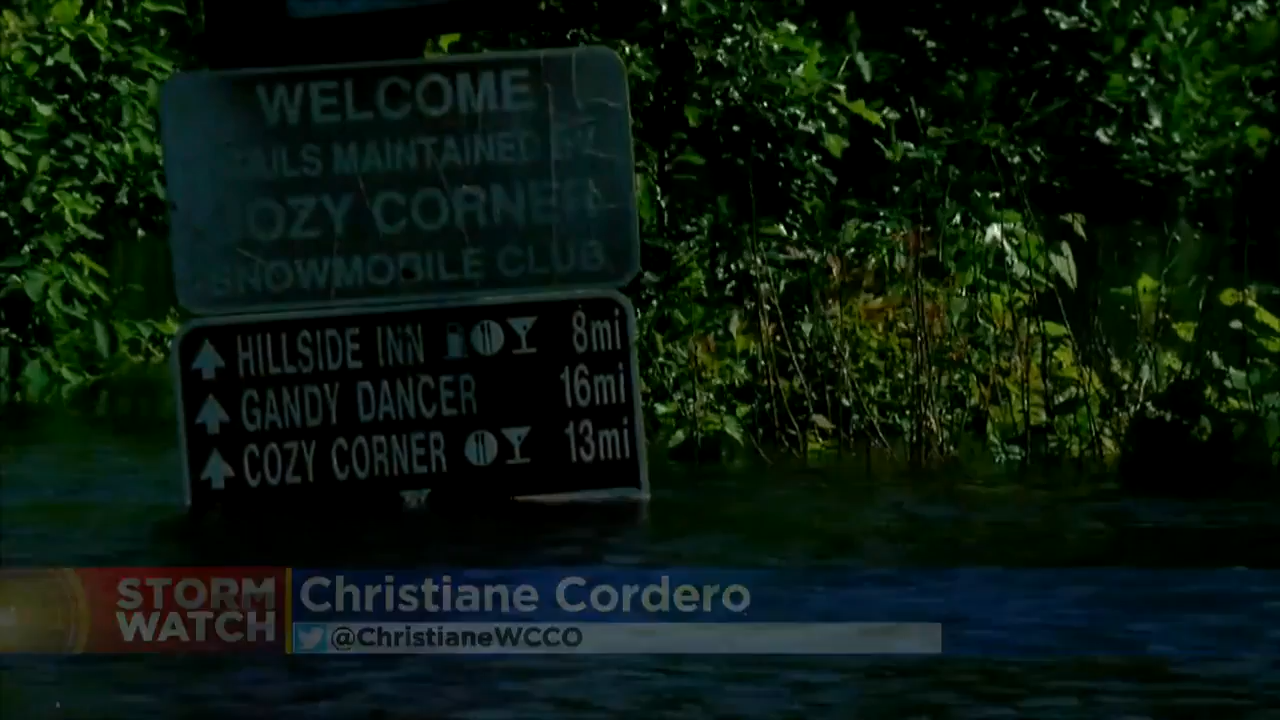 WELCOME
MAINTAINED
COZY CORNER
SNOWMOBILE CLUB
HILLSIDE INN 8mi
GANDY DANCER 16mi
COZY CORNER 13mi
STORM
WATCH
Christiane Cordero
@ChristianeWCCO